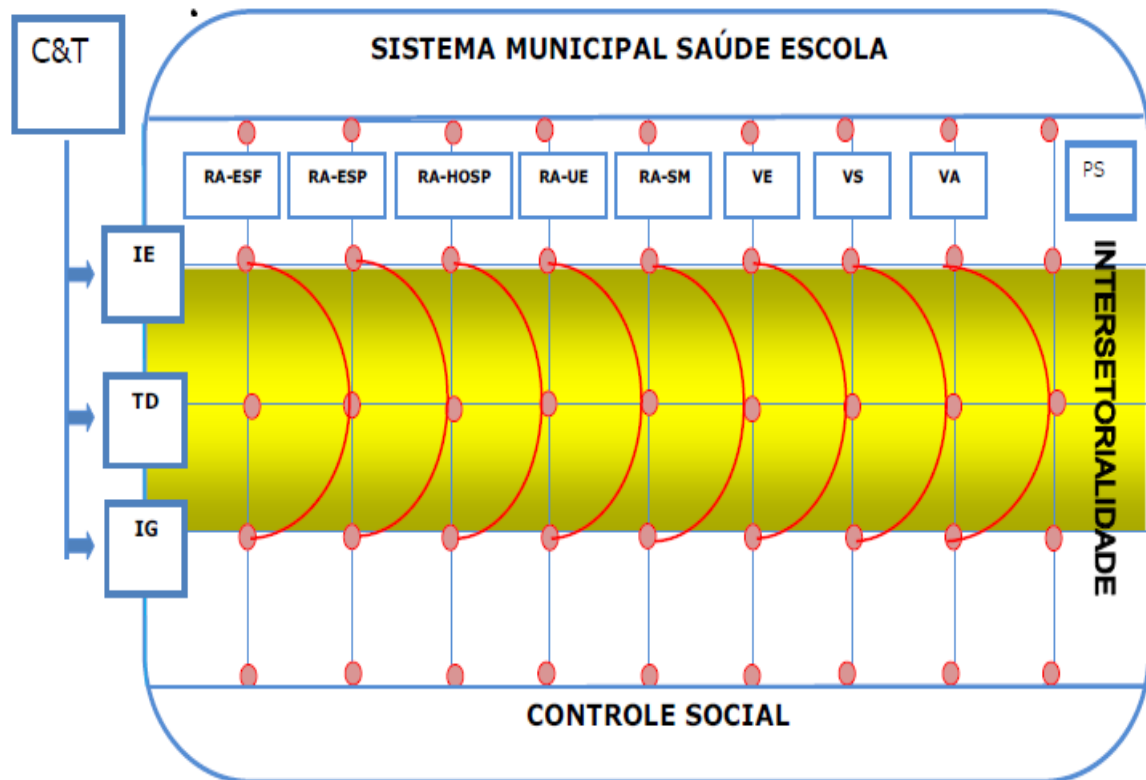 C&T
SISTEMA MUNICIPAL SAÚDE ESCOLA
RA-ESF
RA-ESP
RA-HOSP
RA-UE
RA-SM
VE
VS
VA
PS
IE
TD
IG
INTERSETORIALIDADE
CONTROLE SOCIAL